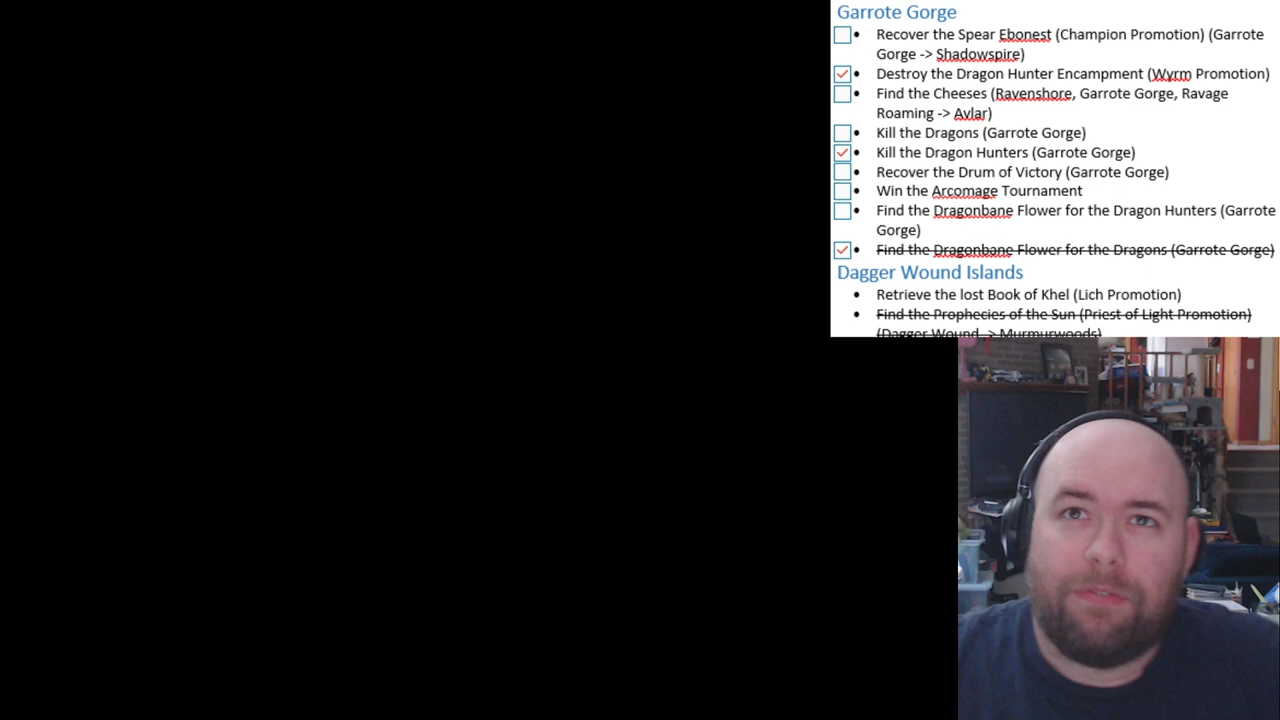 Garrote Gorge
Recover the Spear Ebonest (Champion Promotion) (Garrote
Gorge -> Shadowspire)
Destroy the Dragon Hunter Encampment (Wyrm Promotion)
Find the Cheeses (Ravenshore, Garrote Gorge, Ravage
Roaming -> Avlar)
Kill the Dragons (Garrote Gorge)
Kill the Dragon Hunters (Garrote Gorge)
Recover the Drum of Victory (Garrote Gorge)
Win the Arcomage Tournament
Find the Dragonbane Flower for the Dragon Hunters (Garrote
Gorge)
Find the Dragonbane Flower for the Dragons (Garrote Gorge)
Dagger Wound Islands
Retrieve the lost Book of Khel (Lich Promotion)
Find the Prophecies of the Sun (Priest of Light Promotion)
(Dagger Wound -> Murmurwoods)